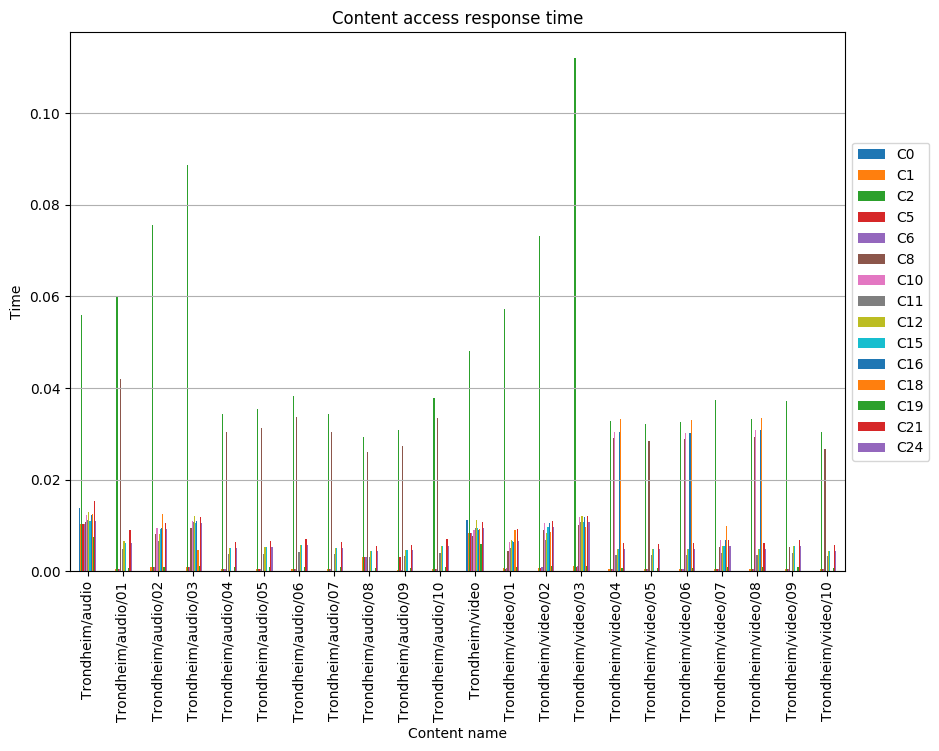 Content access response time
Time
0.10
0.08
0.06
0.04
0.02
0.00
Trondheim/audio
Trondheim/audio/01
Trondheim/audio/02
Trondheim/audio/03
Trondheim/audio/04
Trondheim/audio/05
Trondheim/audio/06
Trondheim/audio/07
Trondheim/audio/08
Trondheim/audio/09
Trondheim/audio/10
Trondheim/video
Trondheim/video/01
Trondheim/video/02
Trondheim/video/03
Trondheim/video/04
Trondheim/video/05
Trondheim/video/06
Trondheim/video/07
Trondheim/video/08
Trondheim/video/09
Trondheim/video/10
Content name
C0
C1
C2
C5
C6
C8
C10
C11
C12
C15
C16
C18
C19
C21
C24